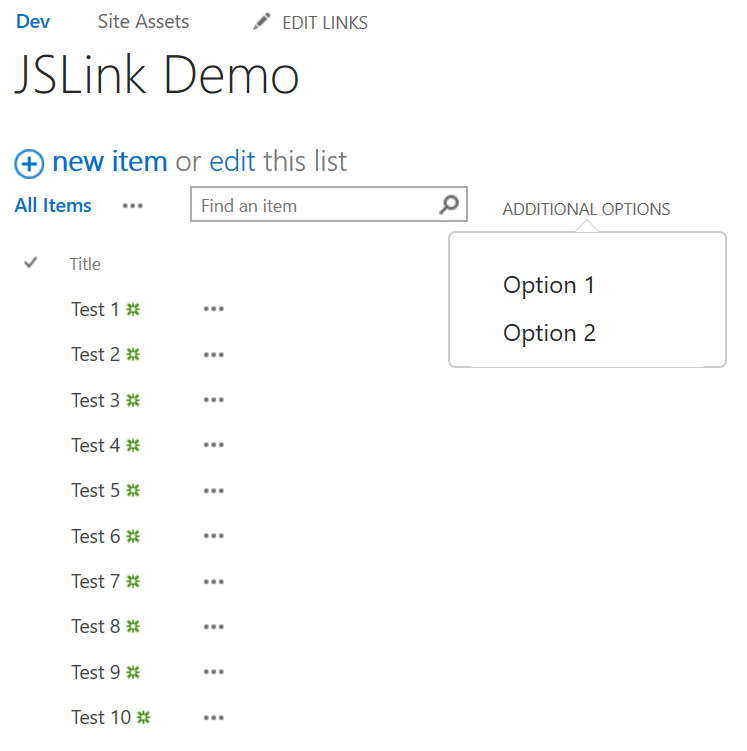 Dev Site Assets EDIT LINKS
JSLink Demo
new item or edit this list
All Items ••• Find an item ADDITIONAL OPTIONS
Title
Option 1
Option 2
Test 1 •••
Test 2 •••
Test 3 •••
Test 4 •••
Test 5 •••
Test 6 •••
Test 7 •••
Test 8 •••
Test 9 •••
Test 10 •••